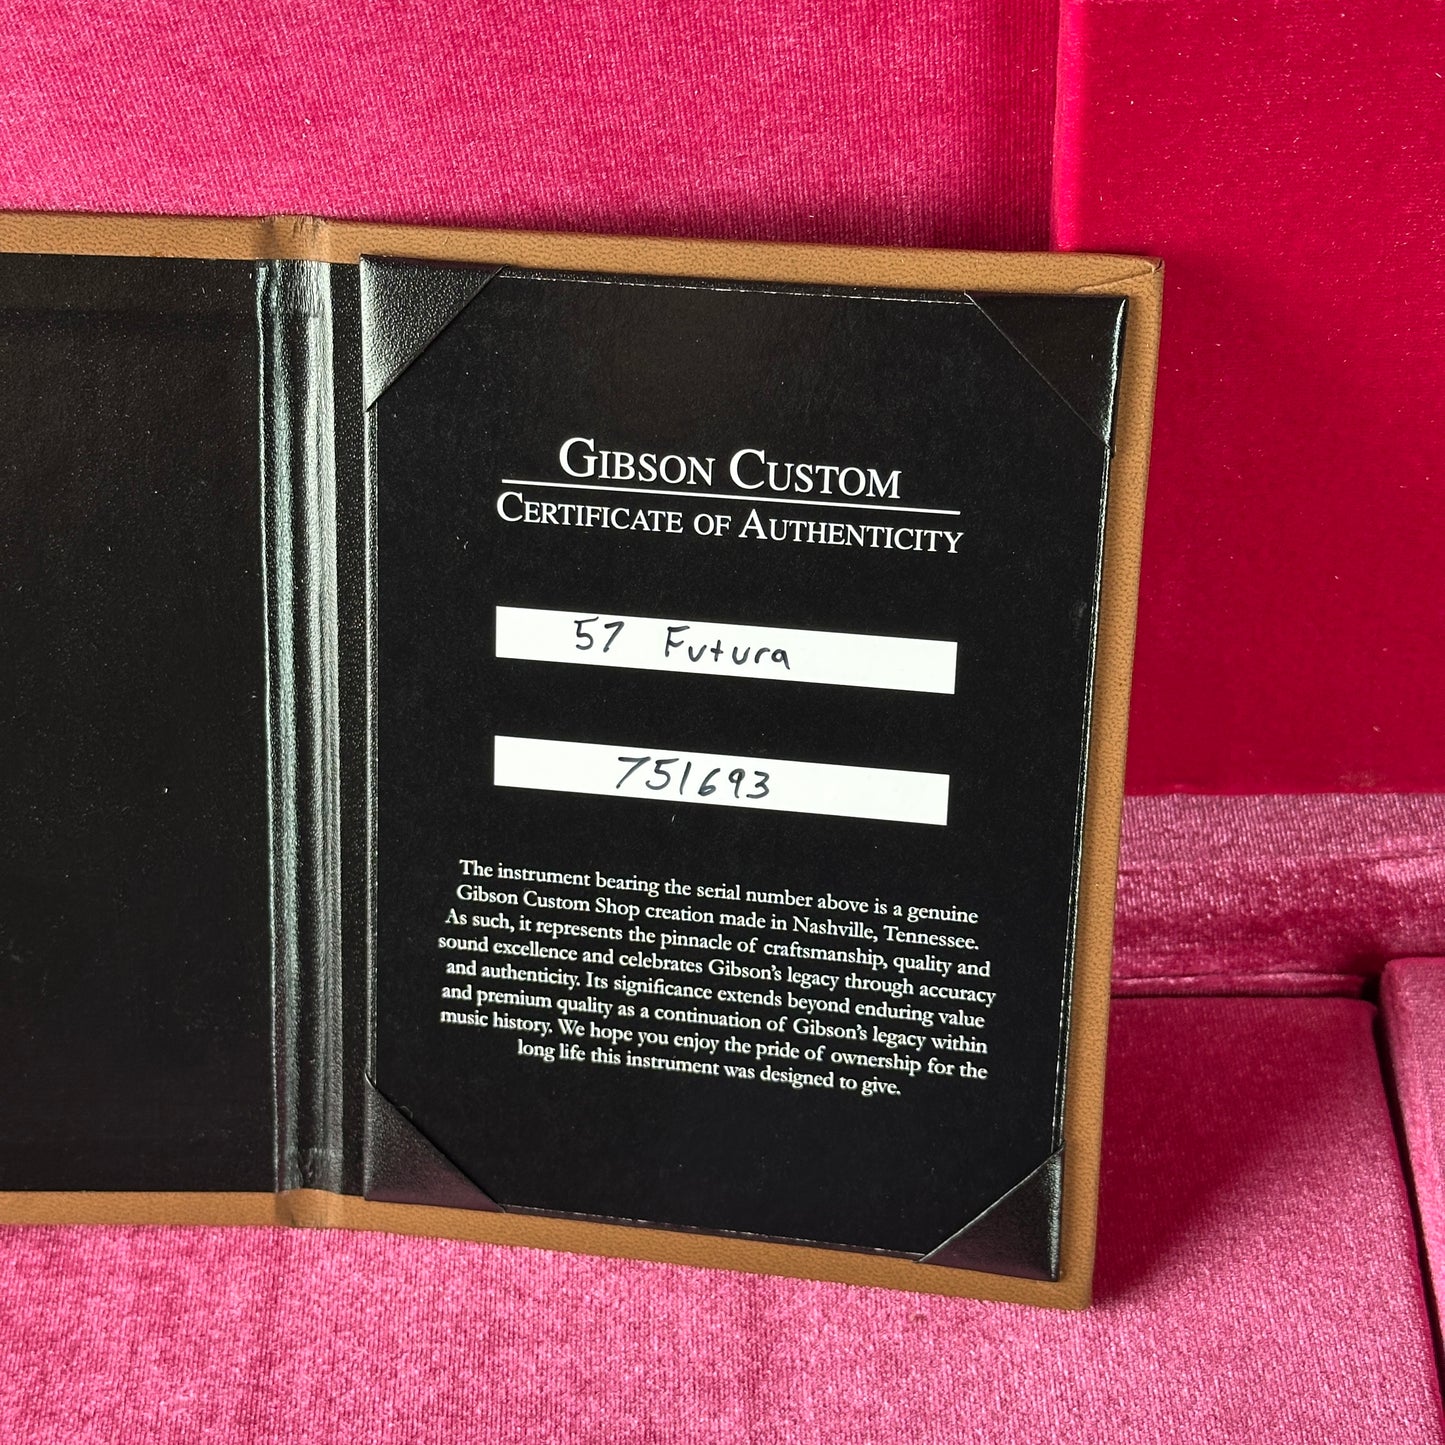 GIBSON CUSTOM
CERTIFICATE OF AUTHENTICITY
57 Futura
751693
The instrument bearing the serial number above is a genuine
Gibson Custom Shop creation made in Nashville, Tennessee.
As such, it represents the pinnacle of craftsmanship, quality and
sound excellence and celebrates Gibson's legacy through accuracy
and authenticity. Its significance extends beyond enduring value
and premium quality as a continuation of Gibson's legacy within
music history. We hope you enjoy the pride of ownership for the
long life this instrument was designed to give.